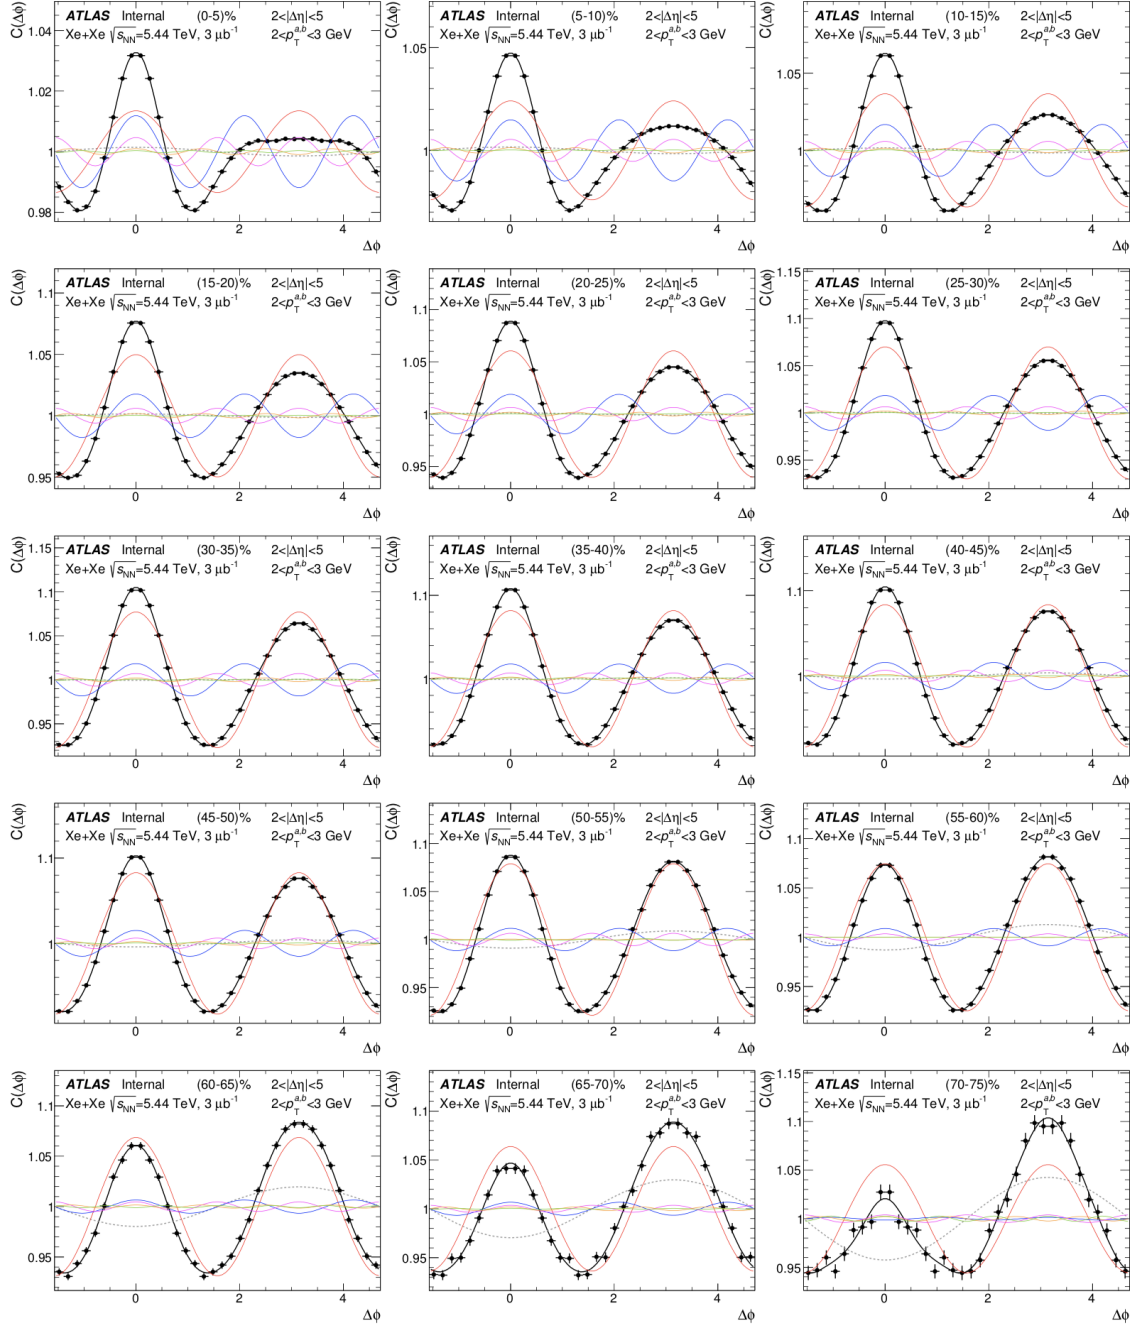 ATLAS Internal (0-5)% 2<|Δη|<5
Xe+Xe √sNN=5.44 TeV, 3 μb-1 2<pTa,b<3 GeV
C(Δϕ)
1.04
1.02
1
0.98
0 2 4
Δϕ
ATLAS Internal (5-10)% 2<|Δη|<5
Xe+Xe √sNN=5.44 TeV, 3 μb-1 2<pTa,b<3 GeV
C(Δϕ)
1.05
1
0 2 4
Δϕ
ATLAS Internal (10-15)% 2<|Δη|<5
Xe+Xe √sNN=5.44 TeV, 3 μb-1 2<pTa,b<3 GeV
C(Δϕ)
1.05
1
0 2 4
Δϕ
ATLAS Internal (15-20)% 2<|Δη|<5
Xe+Xe √sNN=5.44 TeV, 3 μb-1 2<pTa,b<3 GeV
C(Δϕ)
1.1
1.05
1
0.95
0 2 4
Δϕ
ATLAS Internal (20-25)% 2<|Δη|<5
Xe+Xe √sNN=5.44 TeV, 3 μb-1 2<pTa,b<3 GeV
C(Δϕ)
1.1
1.05
1
0.95
0 2 4
Δϕ
ATLAS Internal (25-30)% 2<|Δη|<5
Xe+Xe √sNN=5.44 TeV, 3 μb-1 2<pTa,b<3 GeV
C(Δϕ)
1.15
1.1
1.05
1
0.95
0 2 4
Δϕ
ATLAS Internal (30-35)% 2<|Δη|<5
Xe+Xe √sNN=5.44 TeV, 3 μb-1 2<pTa,b<3 GeV
C(Δϕ)
1.15
1.1
1.05
1
0.95
0 2 4
Δϕ
ATLAS Internal (35-40)% 2<|Δη|<5
Xe+Xe √sNN=5.44 TeV, 3 μb-1 2<pTa,b<3 GeV
C(Δϕ)
1.1
1
0 2 4
Δϕ
ATLAS Internal (40-45)% 2<|Δη|<5
Xe+Xe √sNN=5.44 TeV, 3 μb-1 2<pTa,b<3 GeV
C(Δϕ)
1.1
1
0 2 4
Δϕ
ATLAS Internal (45-50)% 2<|Δη|<5
Xe+Xe √sNN=5.44 TeV, 3 μb-1 2<pTa,b<3 GeV
C(Δϕ)
1.1
1
0 2 4
Δϕ
ATLAS Internal (50-55)% 2<|Δη|<5
Xe+Xe √sNN=5.44 TeV, 3 μb-1 2<pTa,b<3 GeV
C(Δϕ)
1.1
1.05
1
0.95
0 2 4
Δϕ
ATLAS Internal (55-60)% 2<|Δη|<5
Xe+Xe √sNN=5.44 TeV, 3 μb-1 2<pTa,b<3 GeV
C(Δϕ)
1.1
1.05
1
0.95
0 2 4
Δϕ
ATLAS Internal (60-65)% 2<|Δη|<5
Xe+Xe √sNN=5.44 TeV, 3 μb-1 2<pTa,b<3 GeV
C(Δϕ)
1.1
1.05
1
0.95
0 2 4
Δϕ
ATLAS Internal (65-70)% 2<|Δη|<5
Xe+Xe √sNN=5.44 TeV, 3 μb-1 2<pTa,b<3 GeV
C(Δϕ)
1.1
1.05
1
0.95
0 2 4
Δϕ
ATLAS Internal (70-75)% 2<|Δη|<5
Xe+Xe √sNN=5.44 TeV, 3 μb-1 2<pTa,b<3 GeV
C(Δϕ)
1.15
1.1
1.05
1
0.95
0 2 4
Δϕ